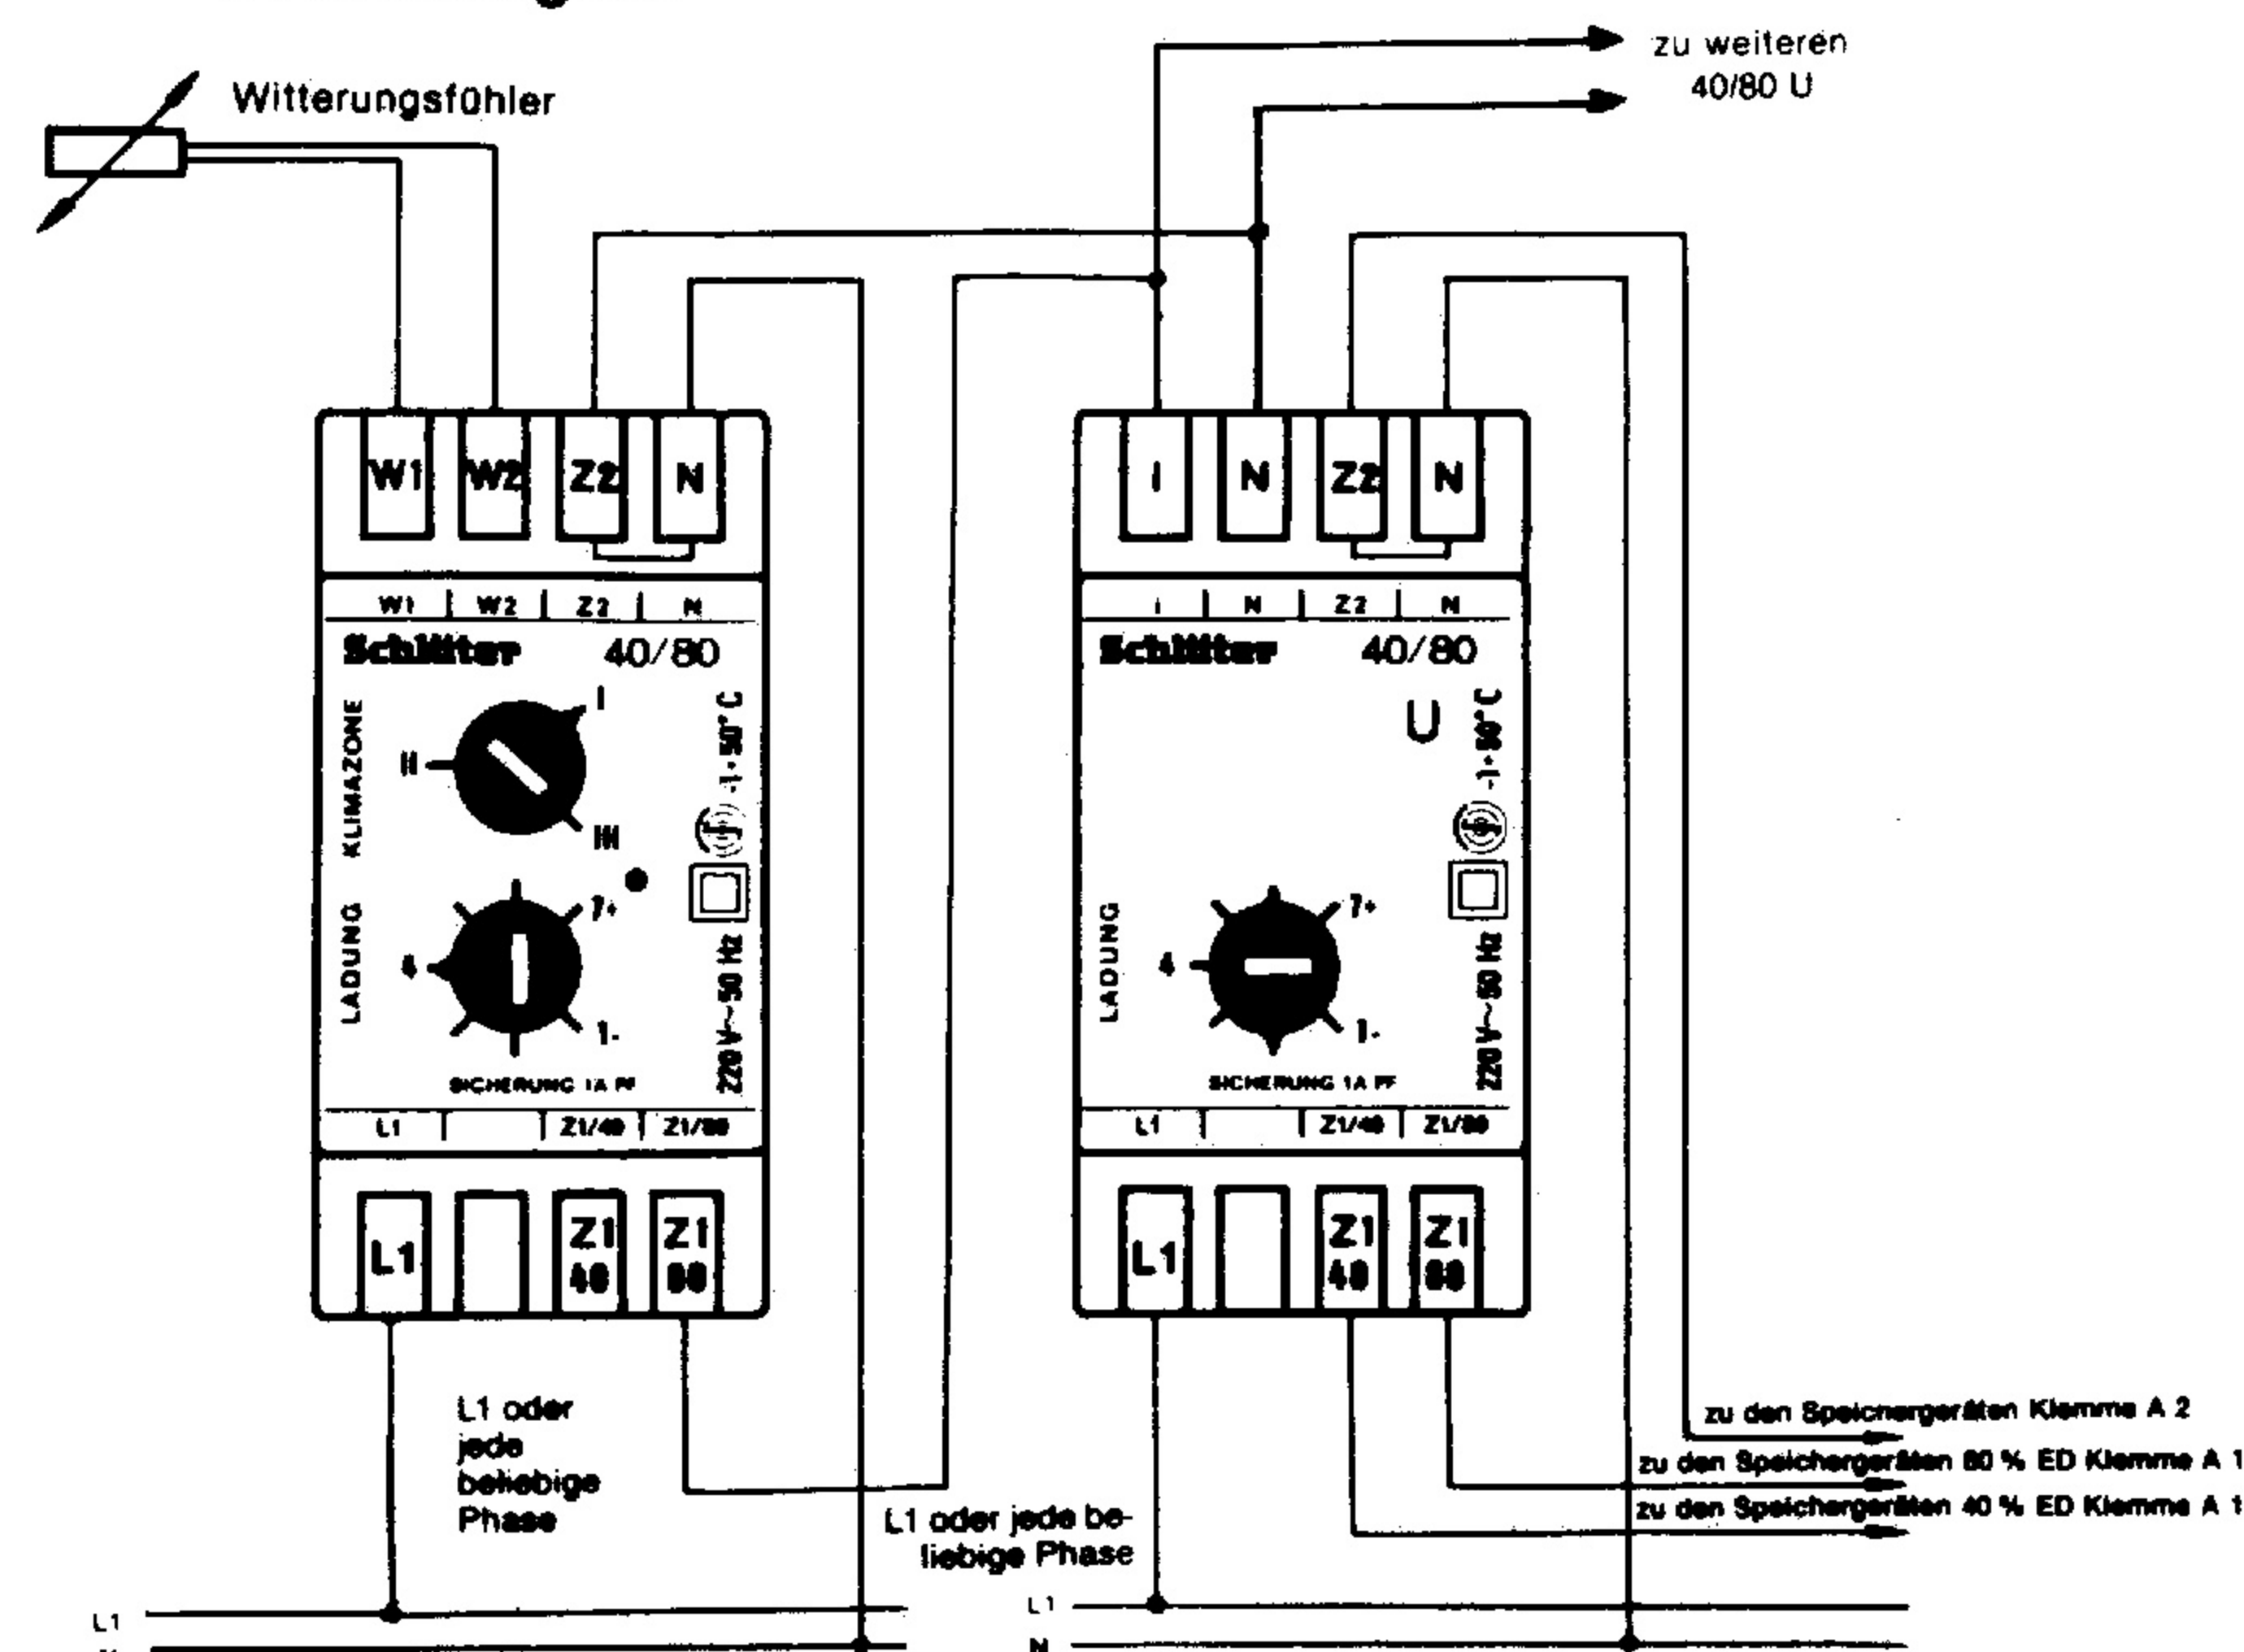 zu weiteren
40/80 U
Witterungsfühler
W1 W2 Z2 N
W1 W2 Z2 N
Schlüter 40/80
KLIMAZONE
I
II
III
-1+50°C
LADUNG
7+
4
1-
220V~50 Hz
SICHERUNG 1A FF
L1 Z1/40 Z1/80
L1 Z1 Z1
40 80
L1 oder
jede
beliebige
Phase
L1
I N Z2 N
I N Z2 N
Schlüter 40/80
U
-1+50°C
LADUNG
7+
4
1-
220V~50 Hz
SICHERUNG 1A FF
L1 Z1/40 Z1/80
L1 Z1 Z1
40 80
zu den Speichergeräten Klemme A 2
zu den Speichergeräten 80 % ED Klemme A 1
zu den Speichergeräten 40 % ED Klemme A 1
L1 oder jede be-
liebige Phase
L1
N